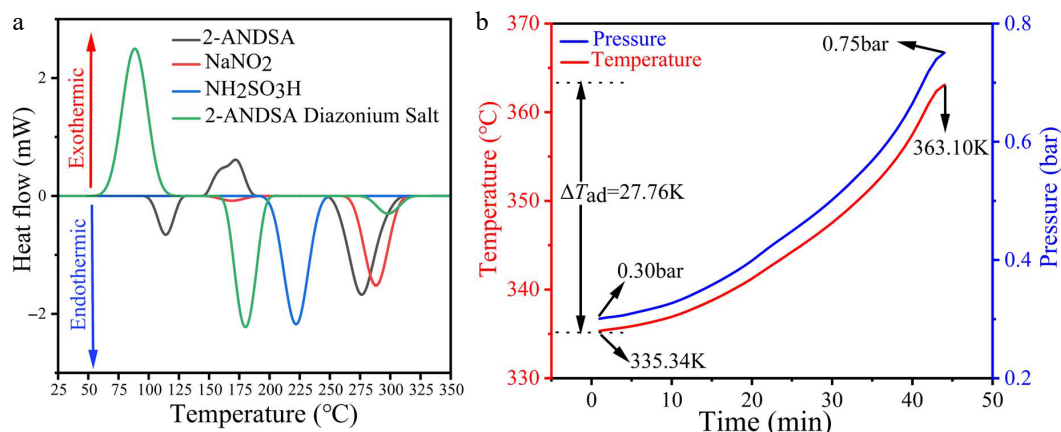 a
Exothermic
Endothermic
Heat flow (mW)
2
0
−2
2-ANDSA
NaNO2
NH2SO3H
2-ANDSA Diazonium Salt
25 50 75 100 125 150 175 200 225 250 275 300 325 350
Temperature (℃)
b
Temperature (℃)
370
360
350
340
330
Pressure
Temperature
0.75bar
363.10K
ΔTad=27.76K
0.30bar
335.34K
0 10 20 30 40 50
Time (min)
0.8
0.6
0.4
0.2
Pressure (bar)